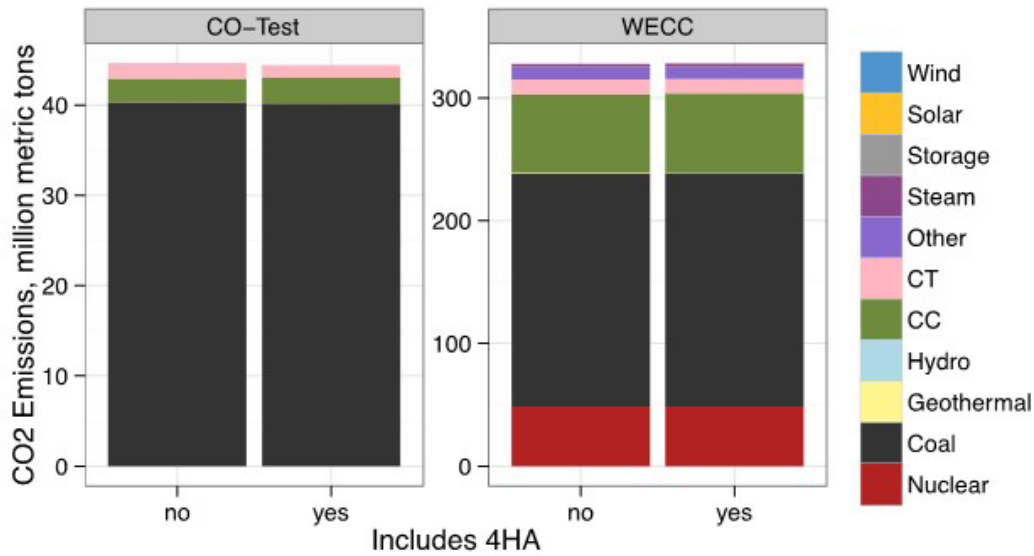 CO−Test
WECC
CO2 Emissions, million metric tons
40
30
20
10
0
300
200
100
0
no
yes
no
yes
Includes 4HA
Wind
Solar
Storage
Steam
Other
CT
CC
Hydro
Geothermal
Coal
Nuclear